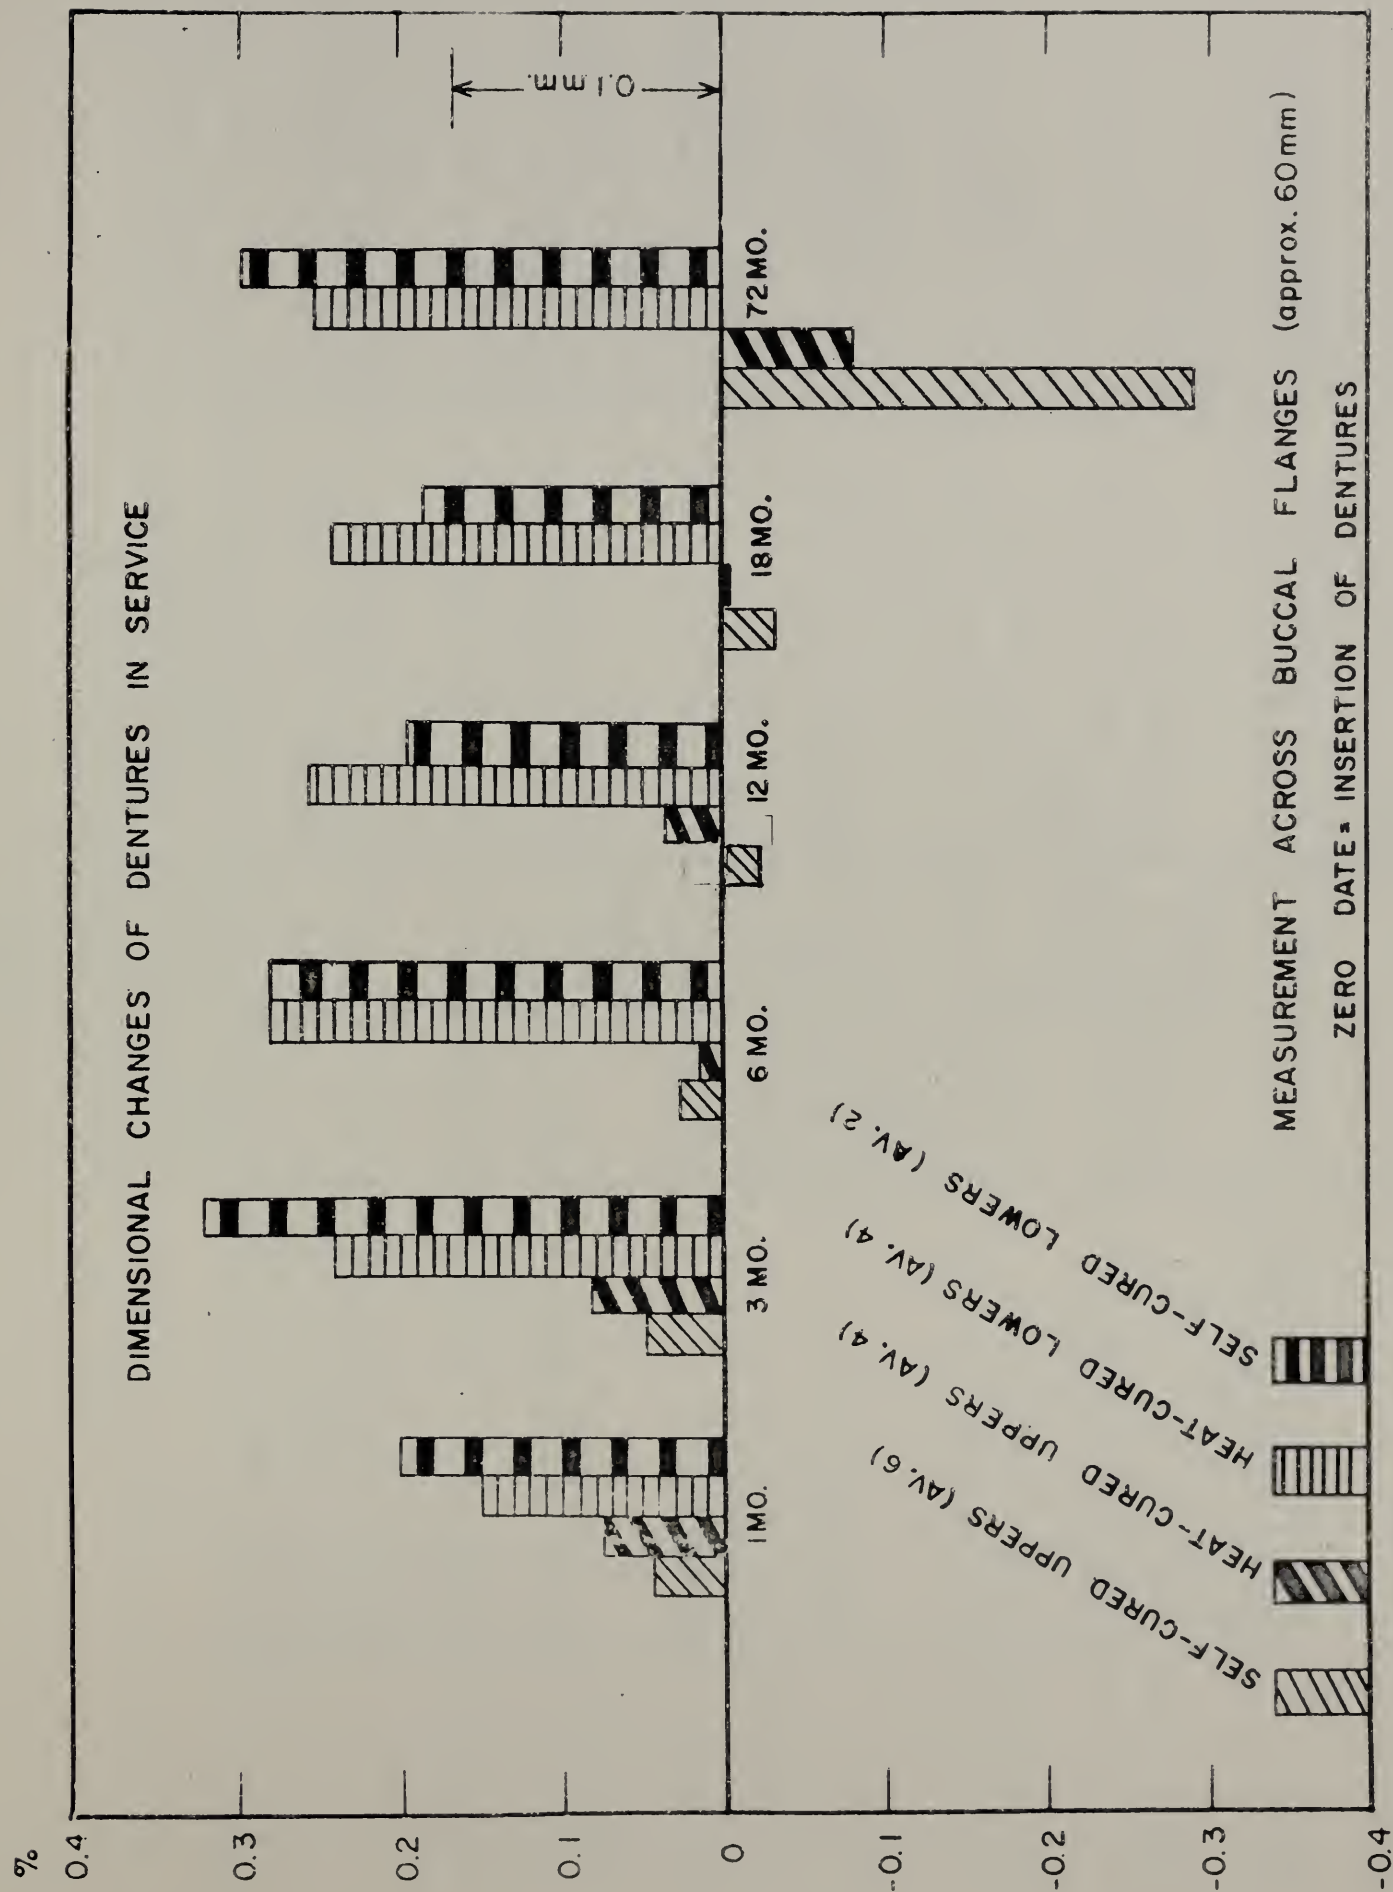 DIMENSIONAL CHANGES OF DENTURES IN SERVICE
%
0.4
0.3
0.2
0.1
0
-0.1
-0.2
-0.3
-0.4
0.1 mm.
1 MO.
3 MO.
6 MO.
12 MO.
18 MO.
72 MO.
SELF-CURED UPPERS (AV. 6)
HEAT-CURED UPPERS (AV. 4)
HEAT-CURED LOWERS (AV. 4)
SELF-CURED LOWERS (AV. 2)
MEASUREMENT ACROSS BUCCAL FLANGES (approx. 60mm)
ZERO DATE = INSERTION OF DENTURES